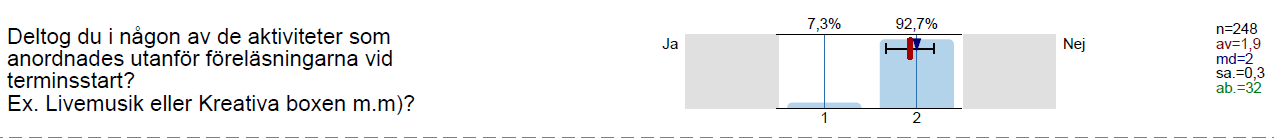 Deltog du i någon av de aktiviteter som
anordnades utanför föreläsningarna vid
terminsstart?
Ex. Livemusik eller Kreativa boxen m.m)?
7,3% 92,7%
Ja Nej
1 2
n=248
av=1,9
md=2
sa.=0,3
ab.=32